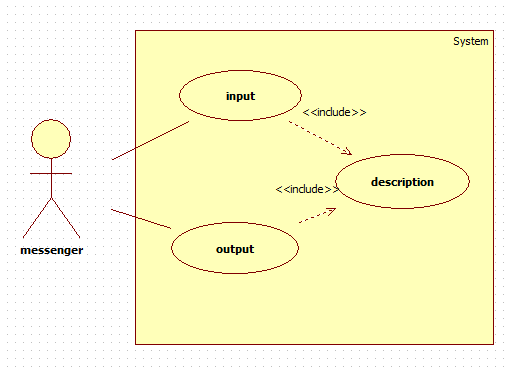 System
input
<<include>>
description
<<include>>
messenger
output